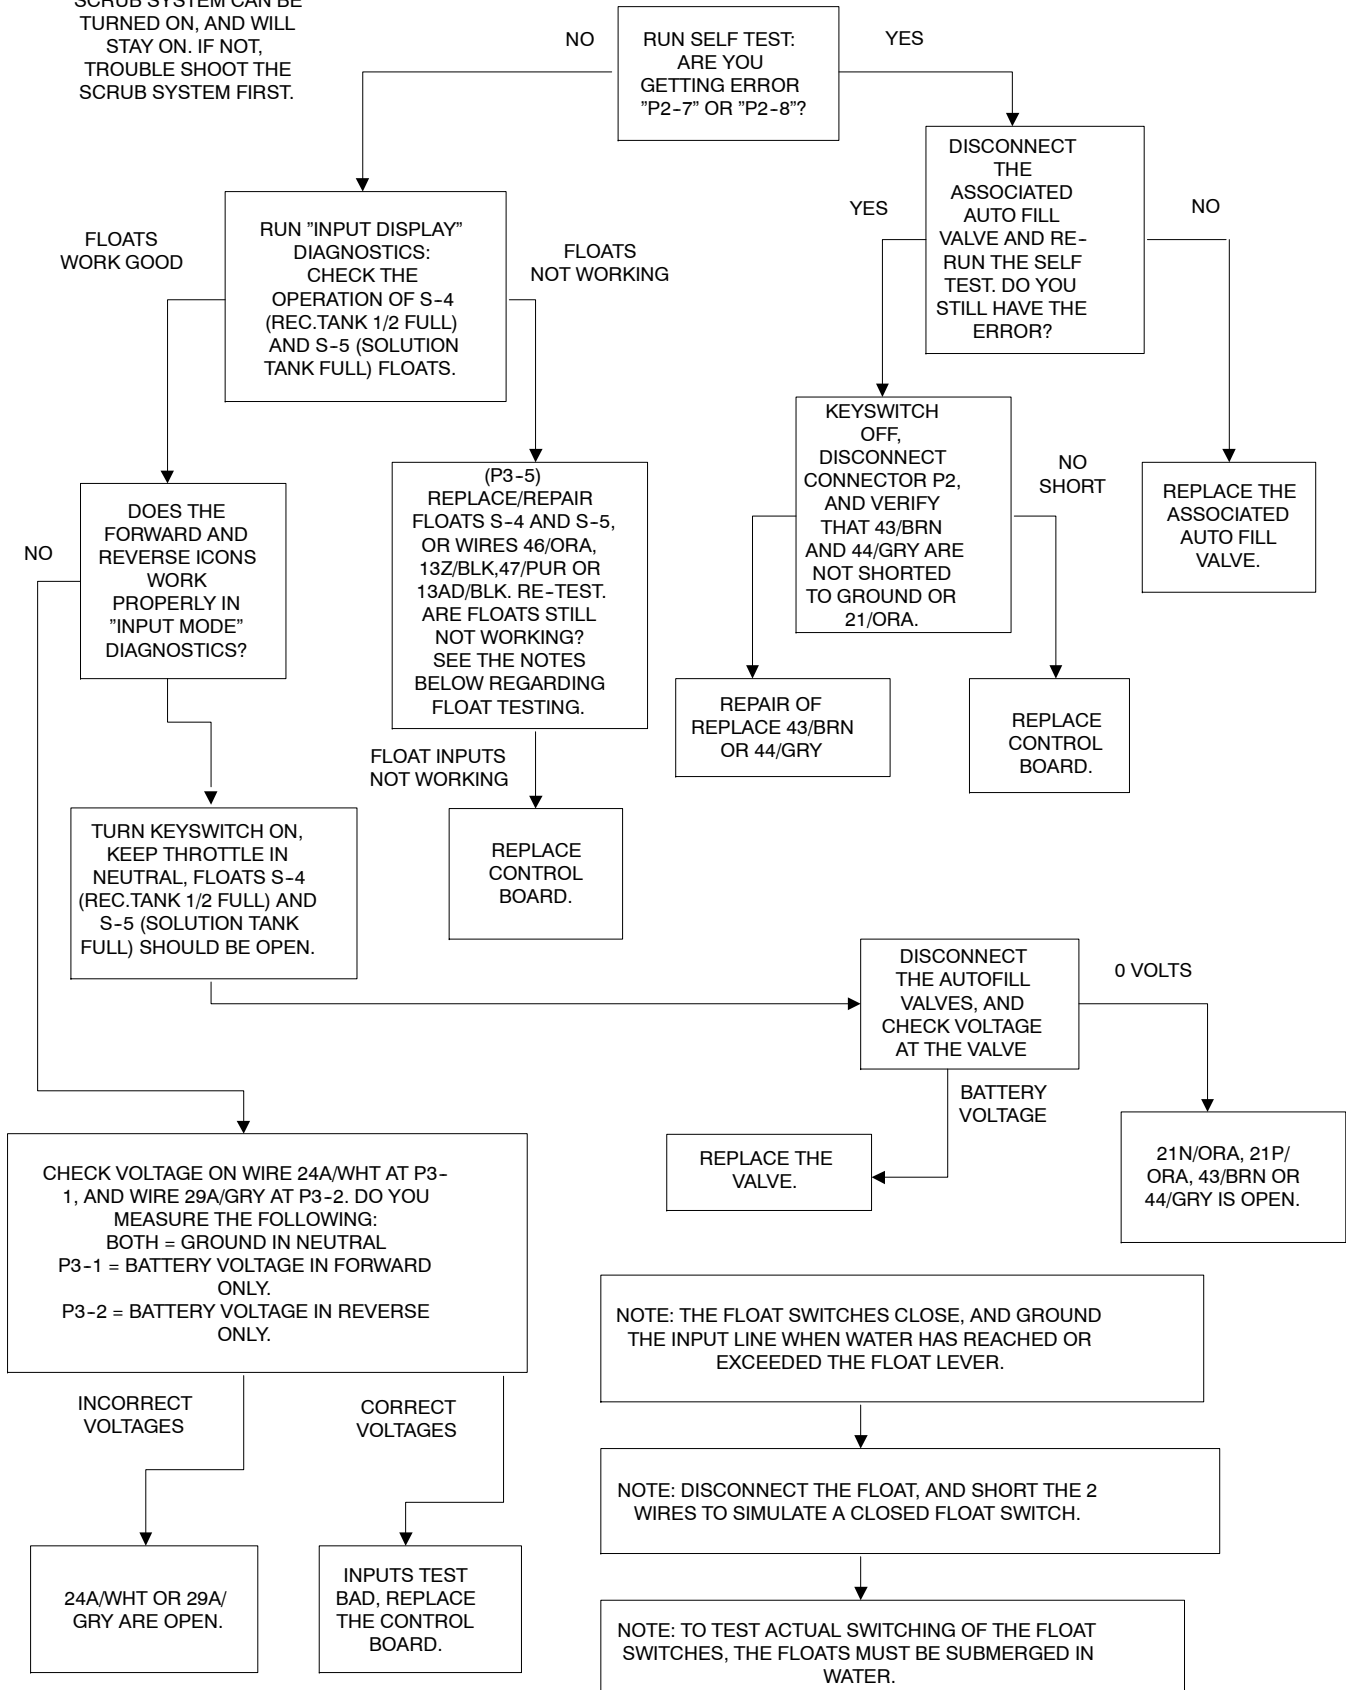 SCRUB SYSTEM CAN BE
TURNED ON, AND WILL
STAY ON. IF NOT,
TROUBLE SHOOT THE
SCRUB SYSTEM FIRST.
NO
RUN SELF TEST:
ARE YOU
GETTING ERROR
"P2-7" OR "P2-8"?
YES
DISCONNECT
THE
ASSOCIATED
AUTO FILL
VALVE AND RE-
RUN THE SELF
TEST. DO YOU
STILL HAVE THE
ERROR?
YES
NO
FLOATS
WORK GOOD
RUN "INPUT DISPLAY"
DIAGNOSTICS:
CHECK THE
OPERATION OF S-4
(REC.TANK 1/2 FULL)
AND S-5 (SOLUTION
TANK FULL) FLOATS.
FLOATS
NOT WORKING
KEYSWITCH
OFF,
DISCONNECT
CONNECTOR P2,
AND VERIFY
THAT 43/BRN
AND 44/GRY ARE
NOT SHORTED
TO GROUND OR
21/ORA.
NO
SHORT
REPLACE THE
ASSOCIATED
AUTO FILL
VALVE.
NO
DOES THE
FORWARD AND
REVERSE ICONS
WORK
PROPERLY IN
"INPUT MODE"
DIAGNOSTICS?
(P3-5)
REPLACE/REPAIR
FLOATS S-4 AND S-5,
OR WIRES 46/ORA,
13Z/BLK,47/PUR OR
13AD/BLK. RE-TEST.
ARE FLOATS STILL
NOT WORKING?
SEE THE NOTES
BELOW REGARDING
FLOAT TESTING.
REPAIR OF
REPLACE 43/BRN
OR 44/GRY
REPLACE
CONTROL
BOARD.
FLOAT INPUTS
NOT WORKING
TURN KEYSWITCH ON,
KEEP THROTTLE IN
NEUTRAL, FLOATS S-4
(REC.TANK 1/2 FULL) AND
S-5 (SOLUTION TANK
FULL) SHOULD BE OPEN.
REPLACE
CONTROL
BOARD.
DISCONNECT
THE AUTOFILL
VALVES, AND
CHECK VOLTAGE
AT THE VALVE
0 VOLTS
BATTERY
VOLTAGE
REPLACE THE
VALVE.
21N/ORA, 21P/
ORA, 43/BRN OR
44/GRY IS OPEN.
CHECK VOLTAGE ON WIRE 24A/WHT AT P3-
1, AND WIRE 29A/GRY AT P3-2. DO YOU
MEASURE THE FOLLOWING:
BOTH = GROUND IN NEUTRAL
P3-1 = BATTERY VOLTAGE IN FORWARD
ONLY.
P3-2 = BATTERY VOLTAGE IN REVERSE
ONLY.
INCORRECT
VOLTAGES
CORRECT
VOLTAGES
24A/WHT OR 29A/
GRY ARE OPEN.
INPUTS TEST
BAD, REPLACE
THE CONTROL
BOARD.
NOTE: THE FLOAT SWITCHES CLOSE, AND GROUND
THE INPUT LINE WHEN WATER HAS REACHED OR
EXCEEDED THE FLOAT LEVER.
NOTE: DISCONNECT THE FLOAT, AND SHORT THE 2
WIRES TO SIMULATE A CLOSED FLOAT SWITCH.
NOTE: TO TEST ACTUAL SWITCHING OF THE FLOAT
SWITCHES, THE FLOATS MUST BE SUBMERGED IN
WATER.